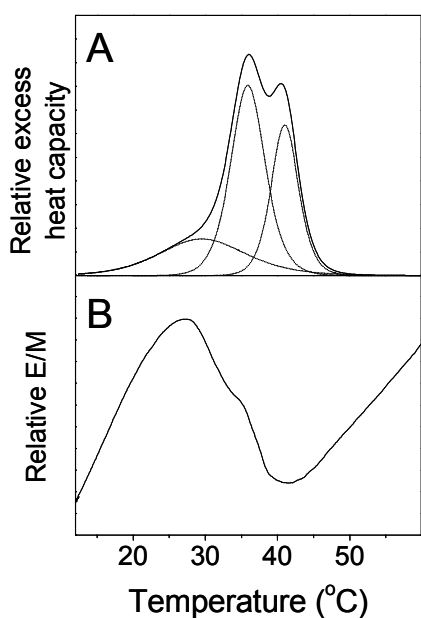 A
Relative excess
heat capacity
B
Relative E/M
20 30 40 50
Temperature (°C)